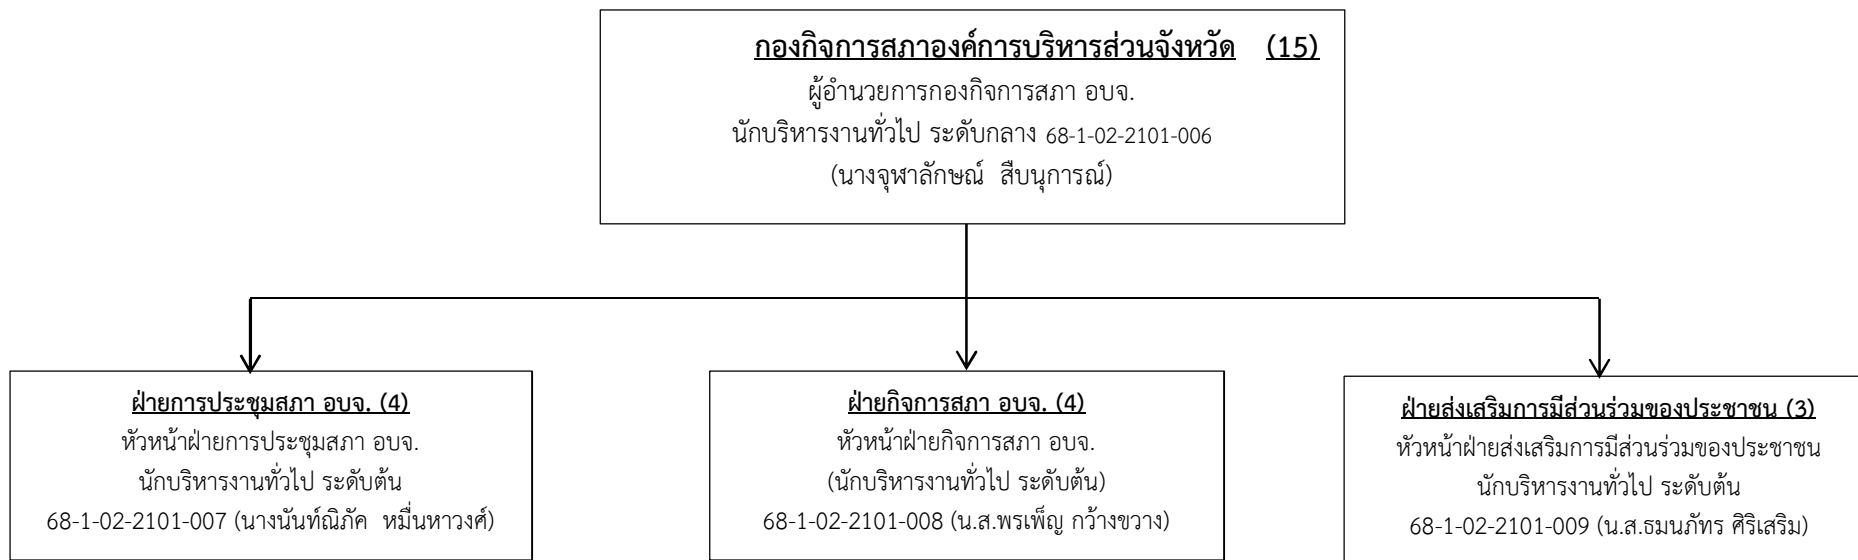 กองกิจการสภาองค์การบริหารส่วนจังหวัด (15)
ผู้อำนวยการกองกิจการสภา อบจ.
นักบริหารงานทั่วไป ระดับกลาง 68-1-02-2101-006
(นางจุฬาลักษณ์ สืบนุการณ์)
ฝ่ายการประชุมสภา อบจ. (4)
หัวหน้าฝ่ายการประชุมสภา อบจ.
นักบริหารงานทั่วไป ระดับต้น
68-1-02-2101-007 (นางนันท์ณิภัค หมื่นหาวงศ์)
ฝ่ายกิจการสภา อบจ. (4)
หัวหน้าฝ่ายกิจการสภา อบจ.
(นักบริหารงานทั่วไป ระดับต้น)
68-1-02-2101-008 (น.ส.พรเพ็ญ กว้างขวาง)
ฝ่ายส่งเสริมการมีส่วนร่วมของประชาชน (3)
หัวหน้าฝ่ายส่งเสริมการมีส่วนร่วมของประชาชน
นักบริหารงานทั่วไป ระดับต้น
68-1-02-2101-009 (น.ส.ธมนภัทร ศิริเสริม)